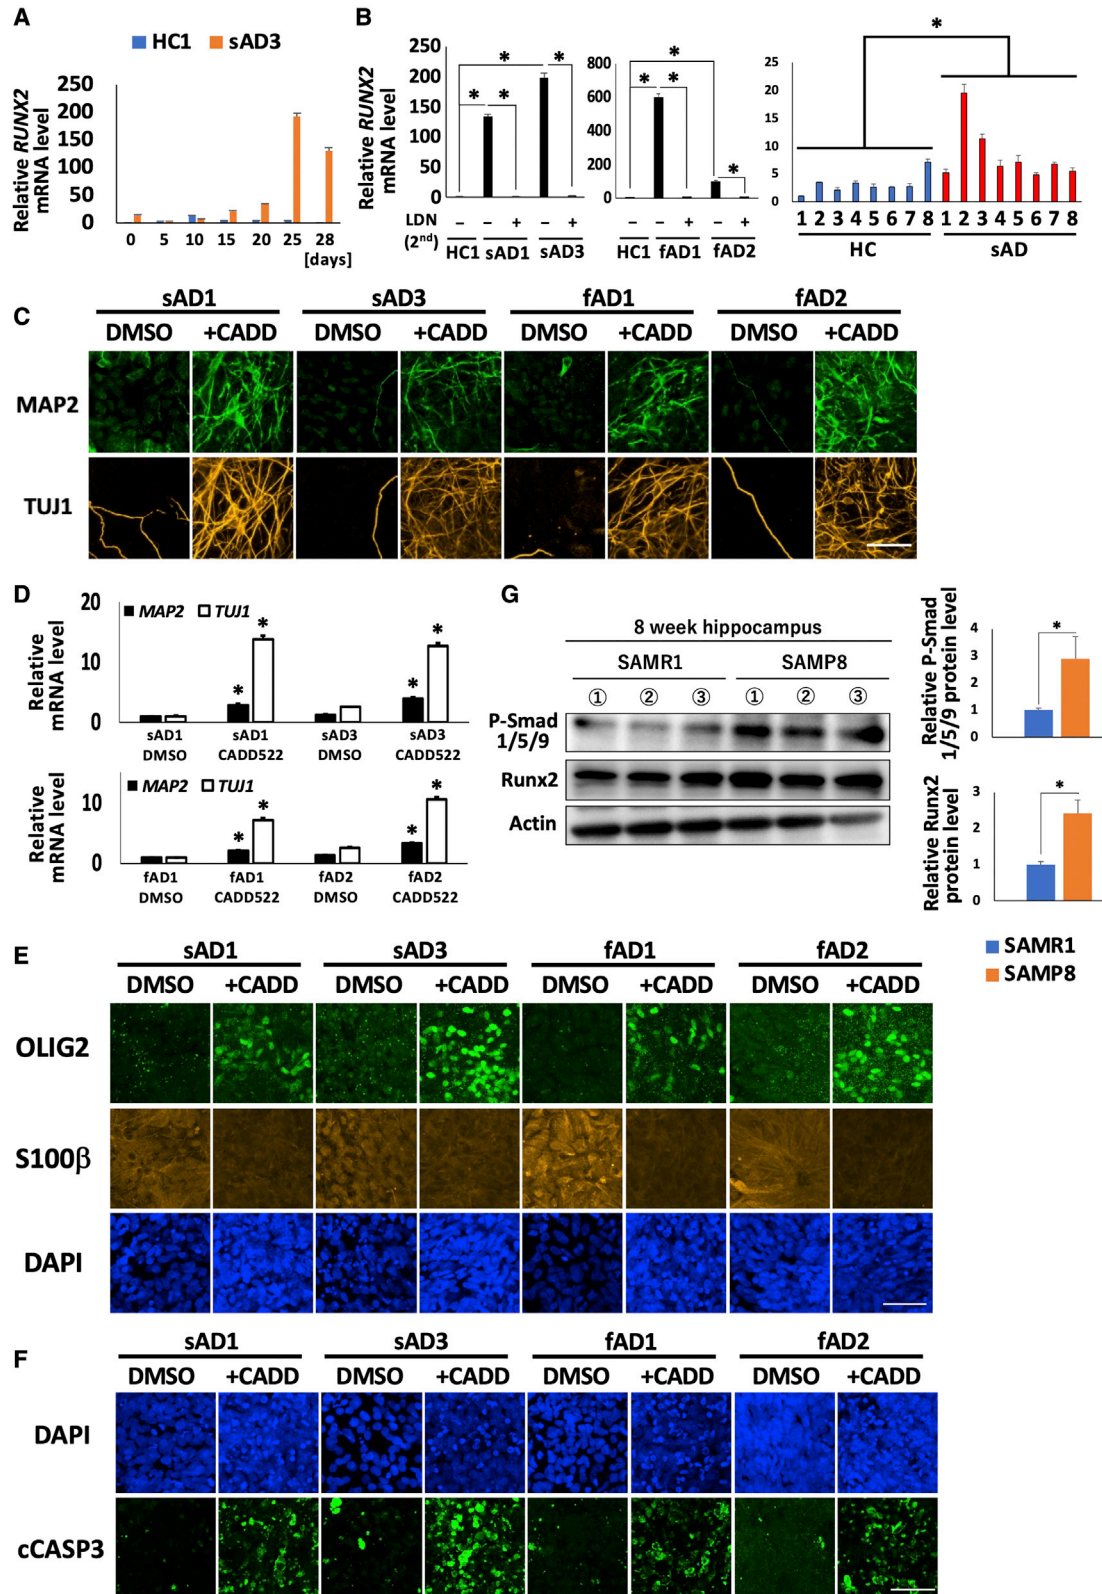 A
HC1 sAD3
Relative RUNX2
mRNA level
250
200
150
100
50
0
0 5 10 15 20 25 28
[days]
B
Relative RUNX2
mRNA level
250
200
150
100
50
0
* *
* *
LDN
(2nd)
– + – +
HC1 sAD1 sAD3
800
600
400
200
0
*
* *
*
– + – +
HC1 fAD1 fAD2
*
25
20
15
10
5
0
1 2 3 4 5 6 7 8 1 2 3 4 5 6 7 8
HC sAD
C
sAD1 sAD3 fAD1 fAD2
DMSO +CADD DMSO +CADD DMSO +CADD DMSO +CADD
MAP2
TUJ1
D
Relative
mRNA level
20
10
0
MAP2 TUJ1
* * * *
sAD1 sAD1 sAD3 sAD3
DMSO CADD522 DMSO CADD522
Relative
mRNA level
10
0
MAP2 TUJ1
* * * *
fAD1 fAD1 fAD2 fAD2
DMSO CADD522 DMSO CADD522
G
8 week hippocampus
SAMR1 SAMP8
① ② ③ ① ② ③
P-Smad
1/5/9
Runx2
Actin
Relative P-Smad
1/5/9 protein level
4
3
2
1
0
*
Relative Runx2
protein level
3
2
1
0
*
SAMR1
SAMP8
E
sAD1 sAD3 fAD1 fAD2
DMSO +CADD DMSO +CADD DMSO +CADD DMSO +CADD
OLIG2
S100β
DAPI
F
sAD1 sAD3 fAD1 fAD2
DMSO +CADD DMSO +CADD DMSO +CADD DMSO +CADD
DAPI
cCASP3